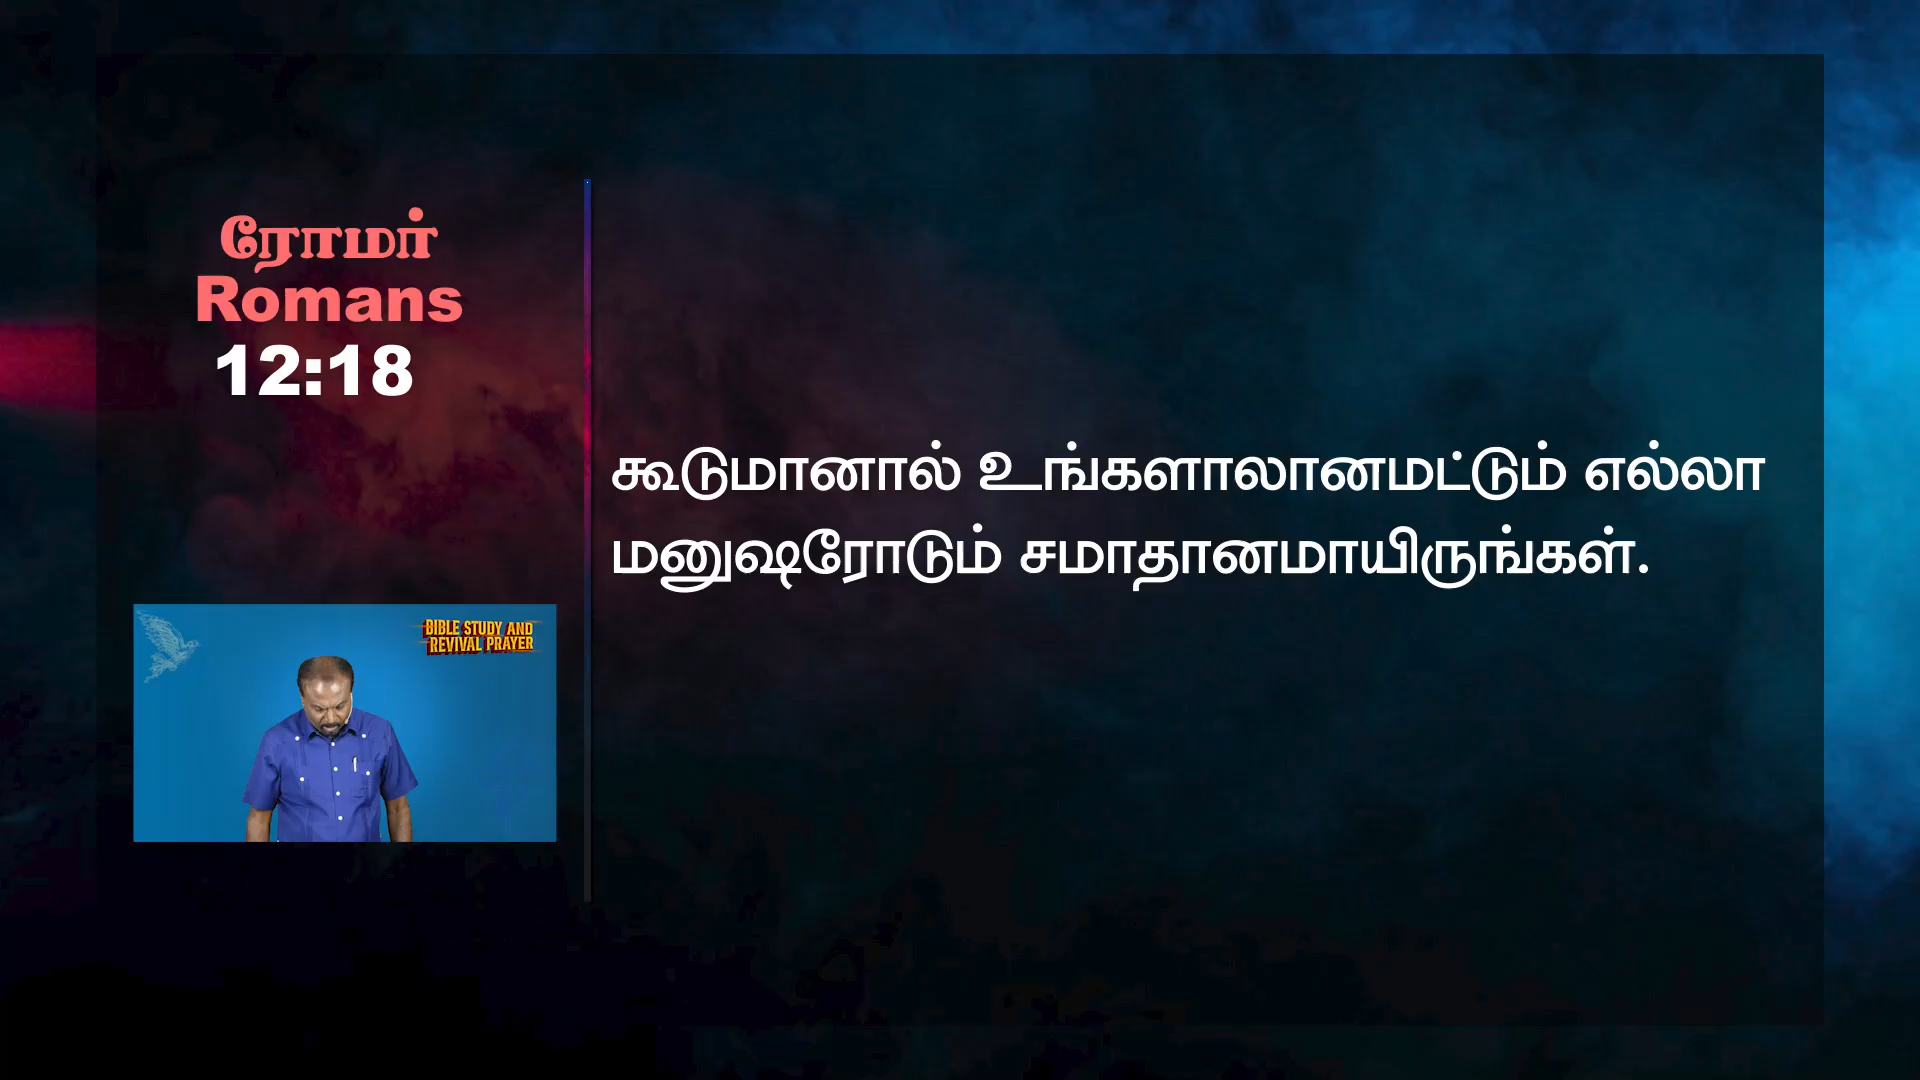 ரோமர்
Romans
12:18
கூடுமானால் உங்களாலானமட்டும் எல்லா
மனுஷரோடும் சமாதானமாயிருங்கள்.
BIBLE STUDY AND
REVIVAL PRAYER